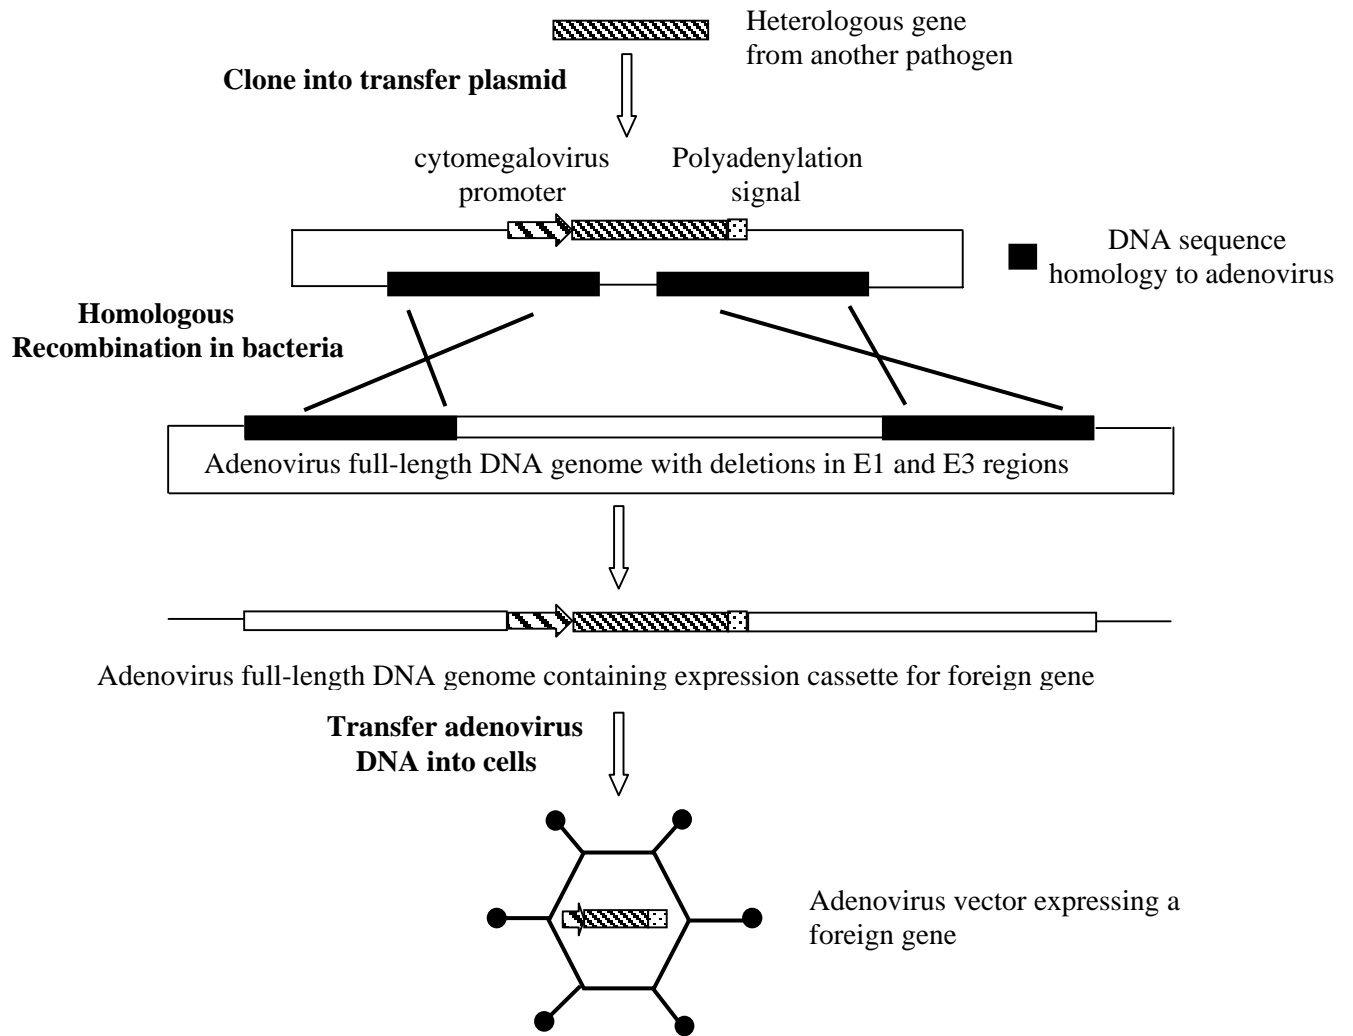 Heterologous gene
from another pathogen
Clone into transfer plasmid
cytomegalovirus
promoter
Polyadenylation
signal
DNA sequence
homology to adenovirus
Homologous
Recombination in bacteria
Adenovirus full-length DNA genome with deletions in E1 and E3 regions
Adenovirus full-length DNA genome containing expression cassette for foreign gene
Transfer adenovirus
DNA into cells
Adenovirus vector expressing a
foreign gene